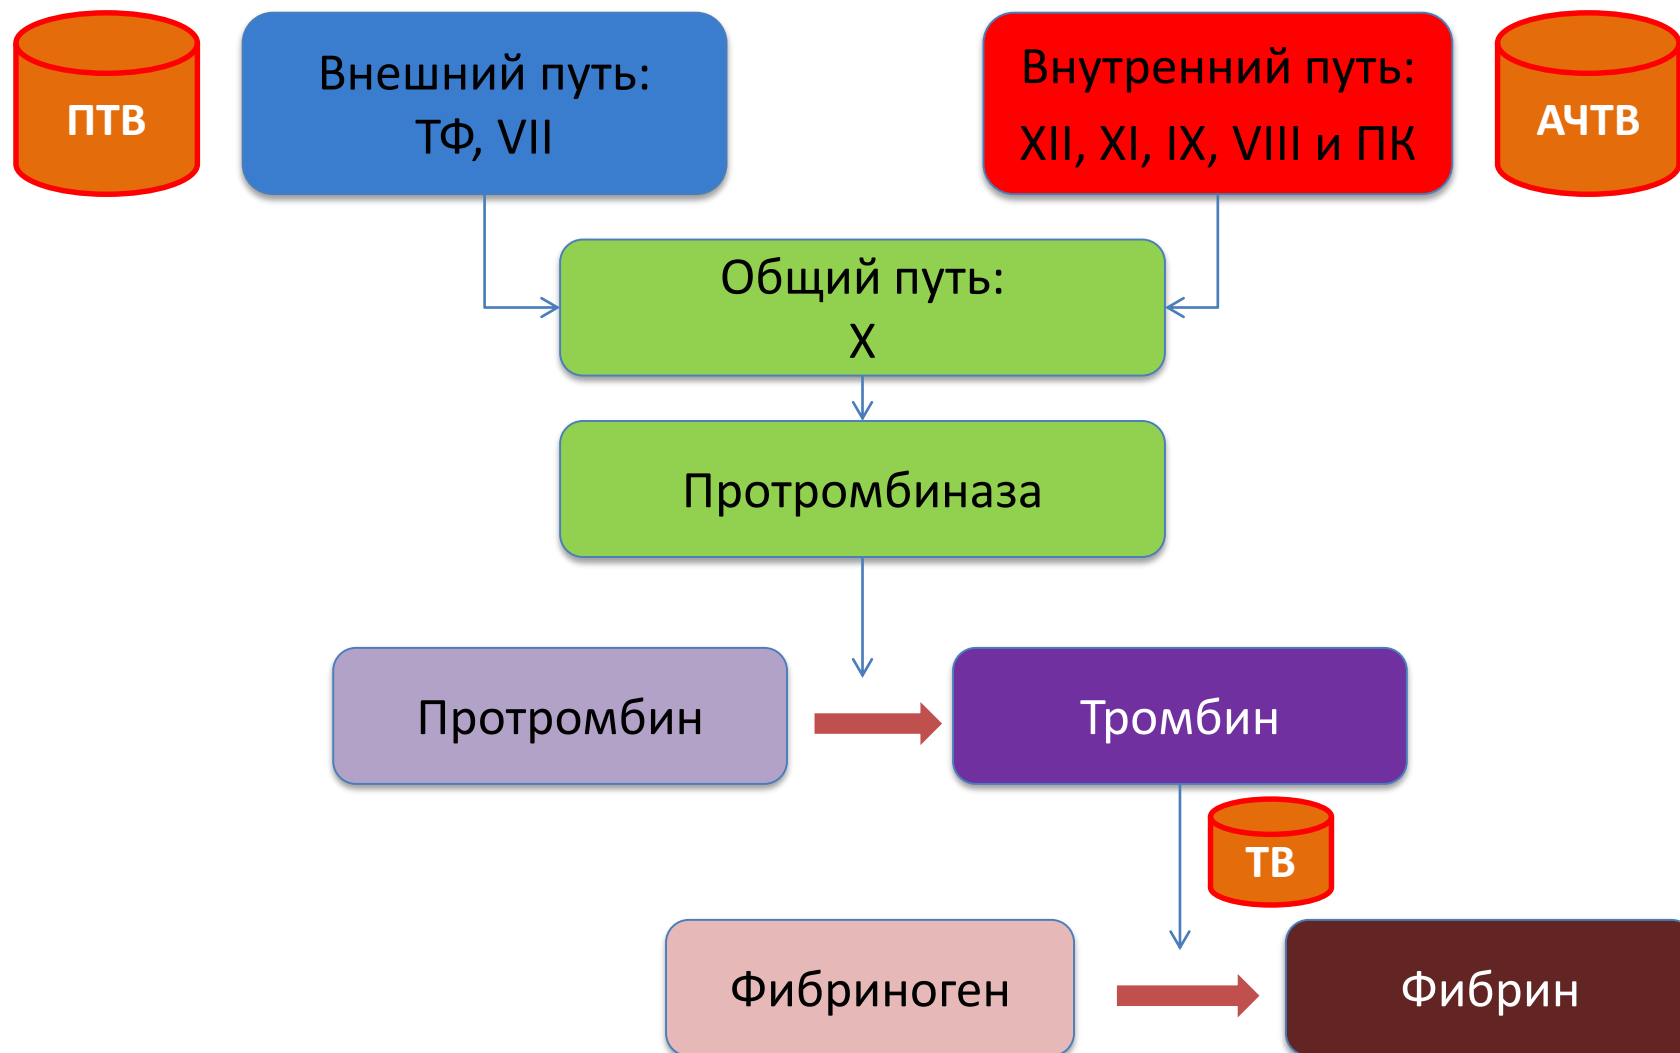 ПТВ
Внешний путь:
ТФ, VII
Внутренний путь:
XII, XI, IX, VIII и ПК
АЧТВ
Общий путь:
X
Протромбиназа
Протромбин
Тромбин
ТВ
Фибриноген
Фибрин